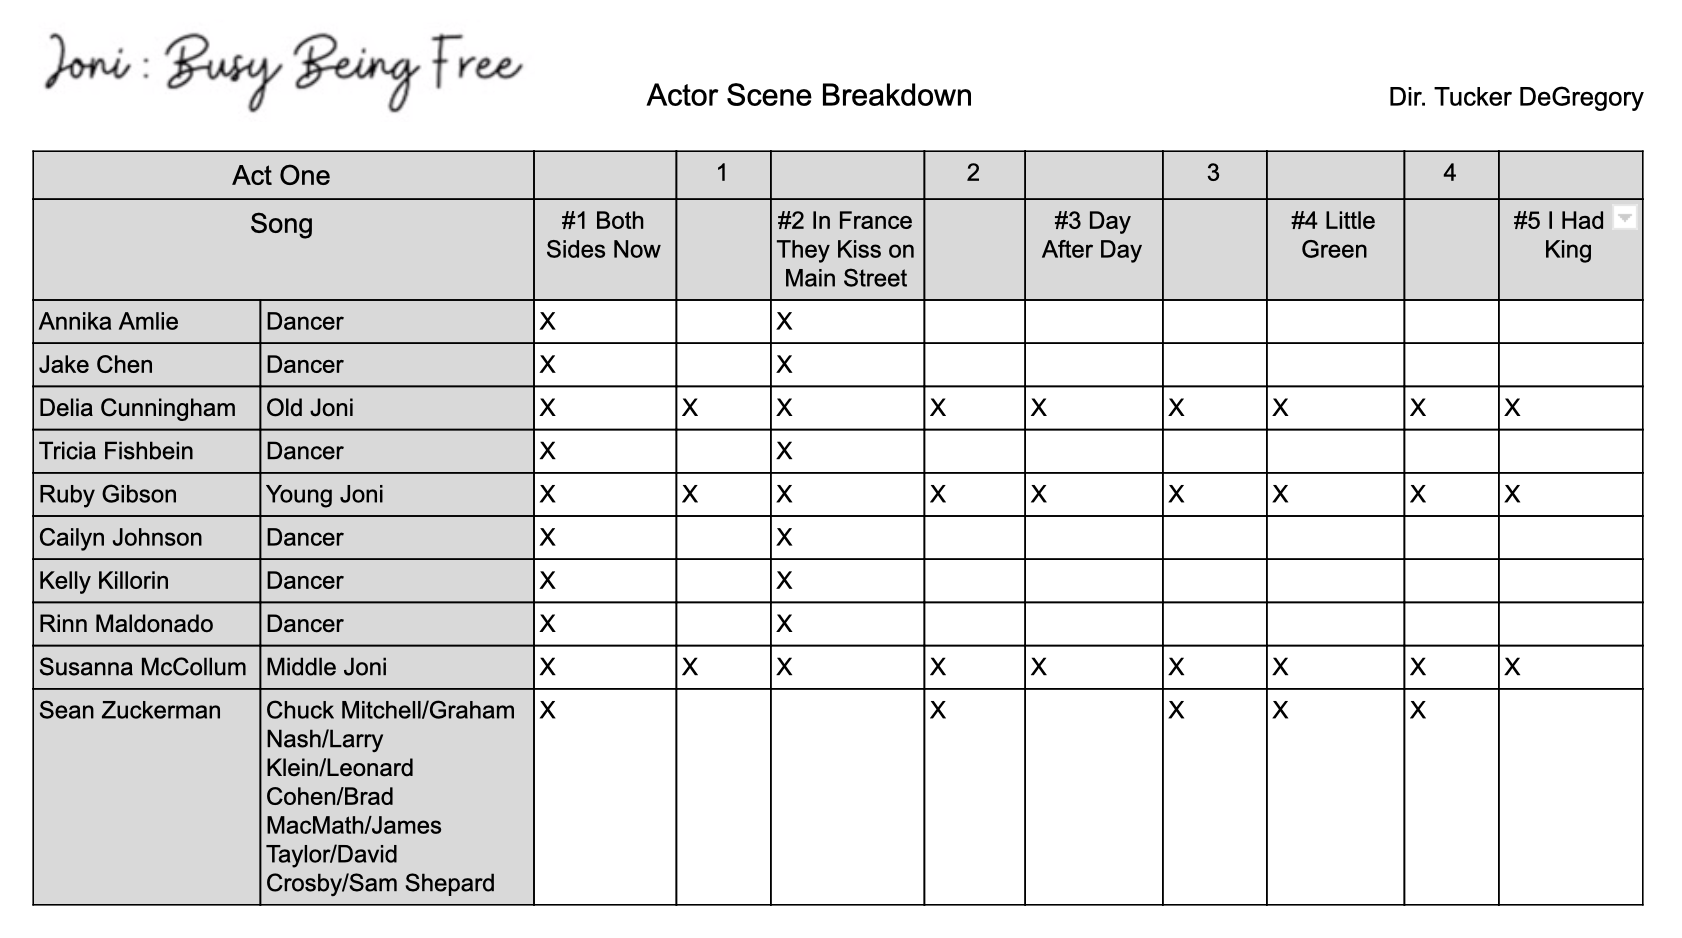 Joni : Busy Being Free
Actor Scene Breakdown
Dir. Tucker DeGregory
Act One 1 2 3 4
Song #1 Both Sides Now #2 In France They Kiss on Main Street #3 Day After Day #4 Little Green #5 I Had King
Annika Amlie Dancer X X
Jake Chen Dancer X X
Delia Cunningham Old Joni X X X X X X X X X
Tricia Fishbein Dancer X X
Ruby Gibson Young Joni X X X X X X X X X
Cailyn Johnson Dancer X X
Kelly Killorin Dancer X X
Rinn Maldonado Dancer X X
Susanna McCollum Middle Joni X X X X X X X X X
Sean Zuckerman Chuck Mitchell/Graham X X X X X
Nash/Larry
Klein/Leonard
Cohen/Brad
MacMath/James
Taylor/David
Crosby/Sam Shepard